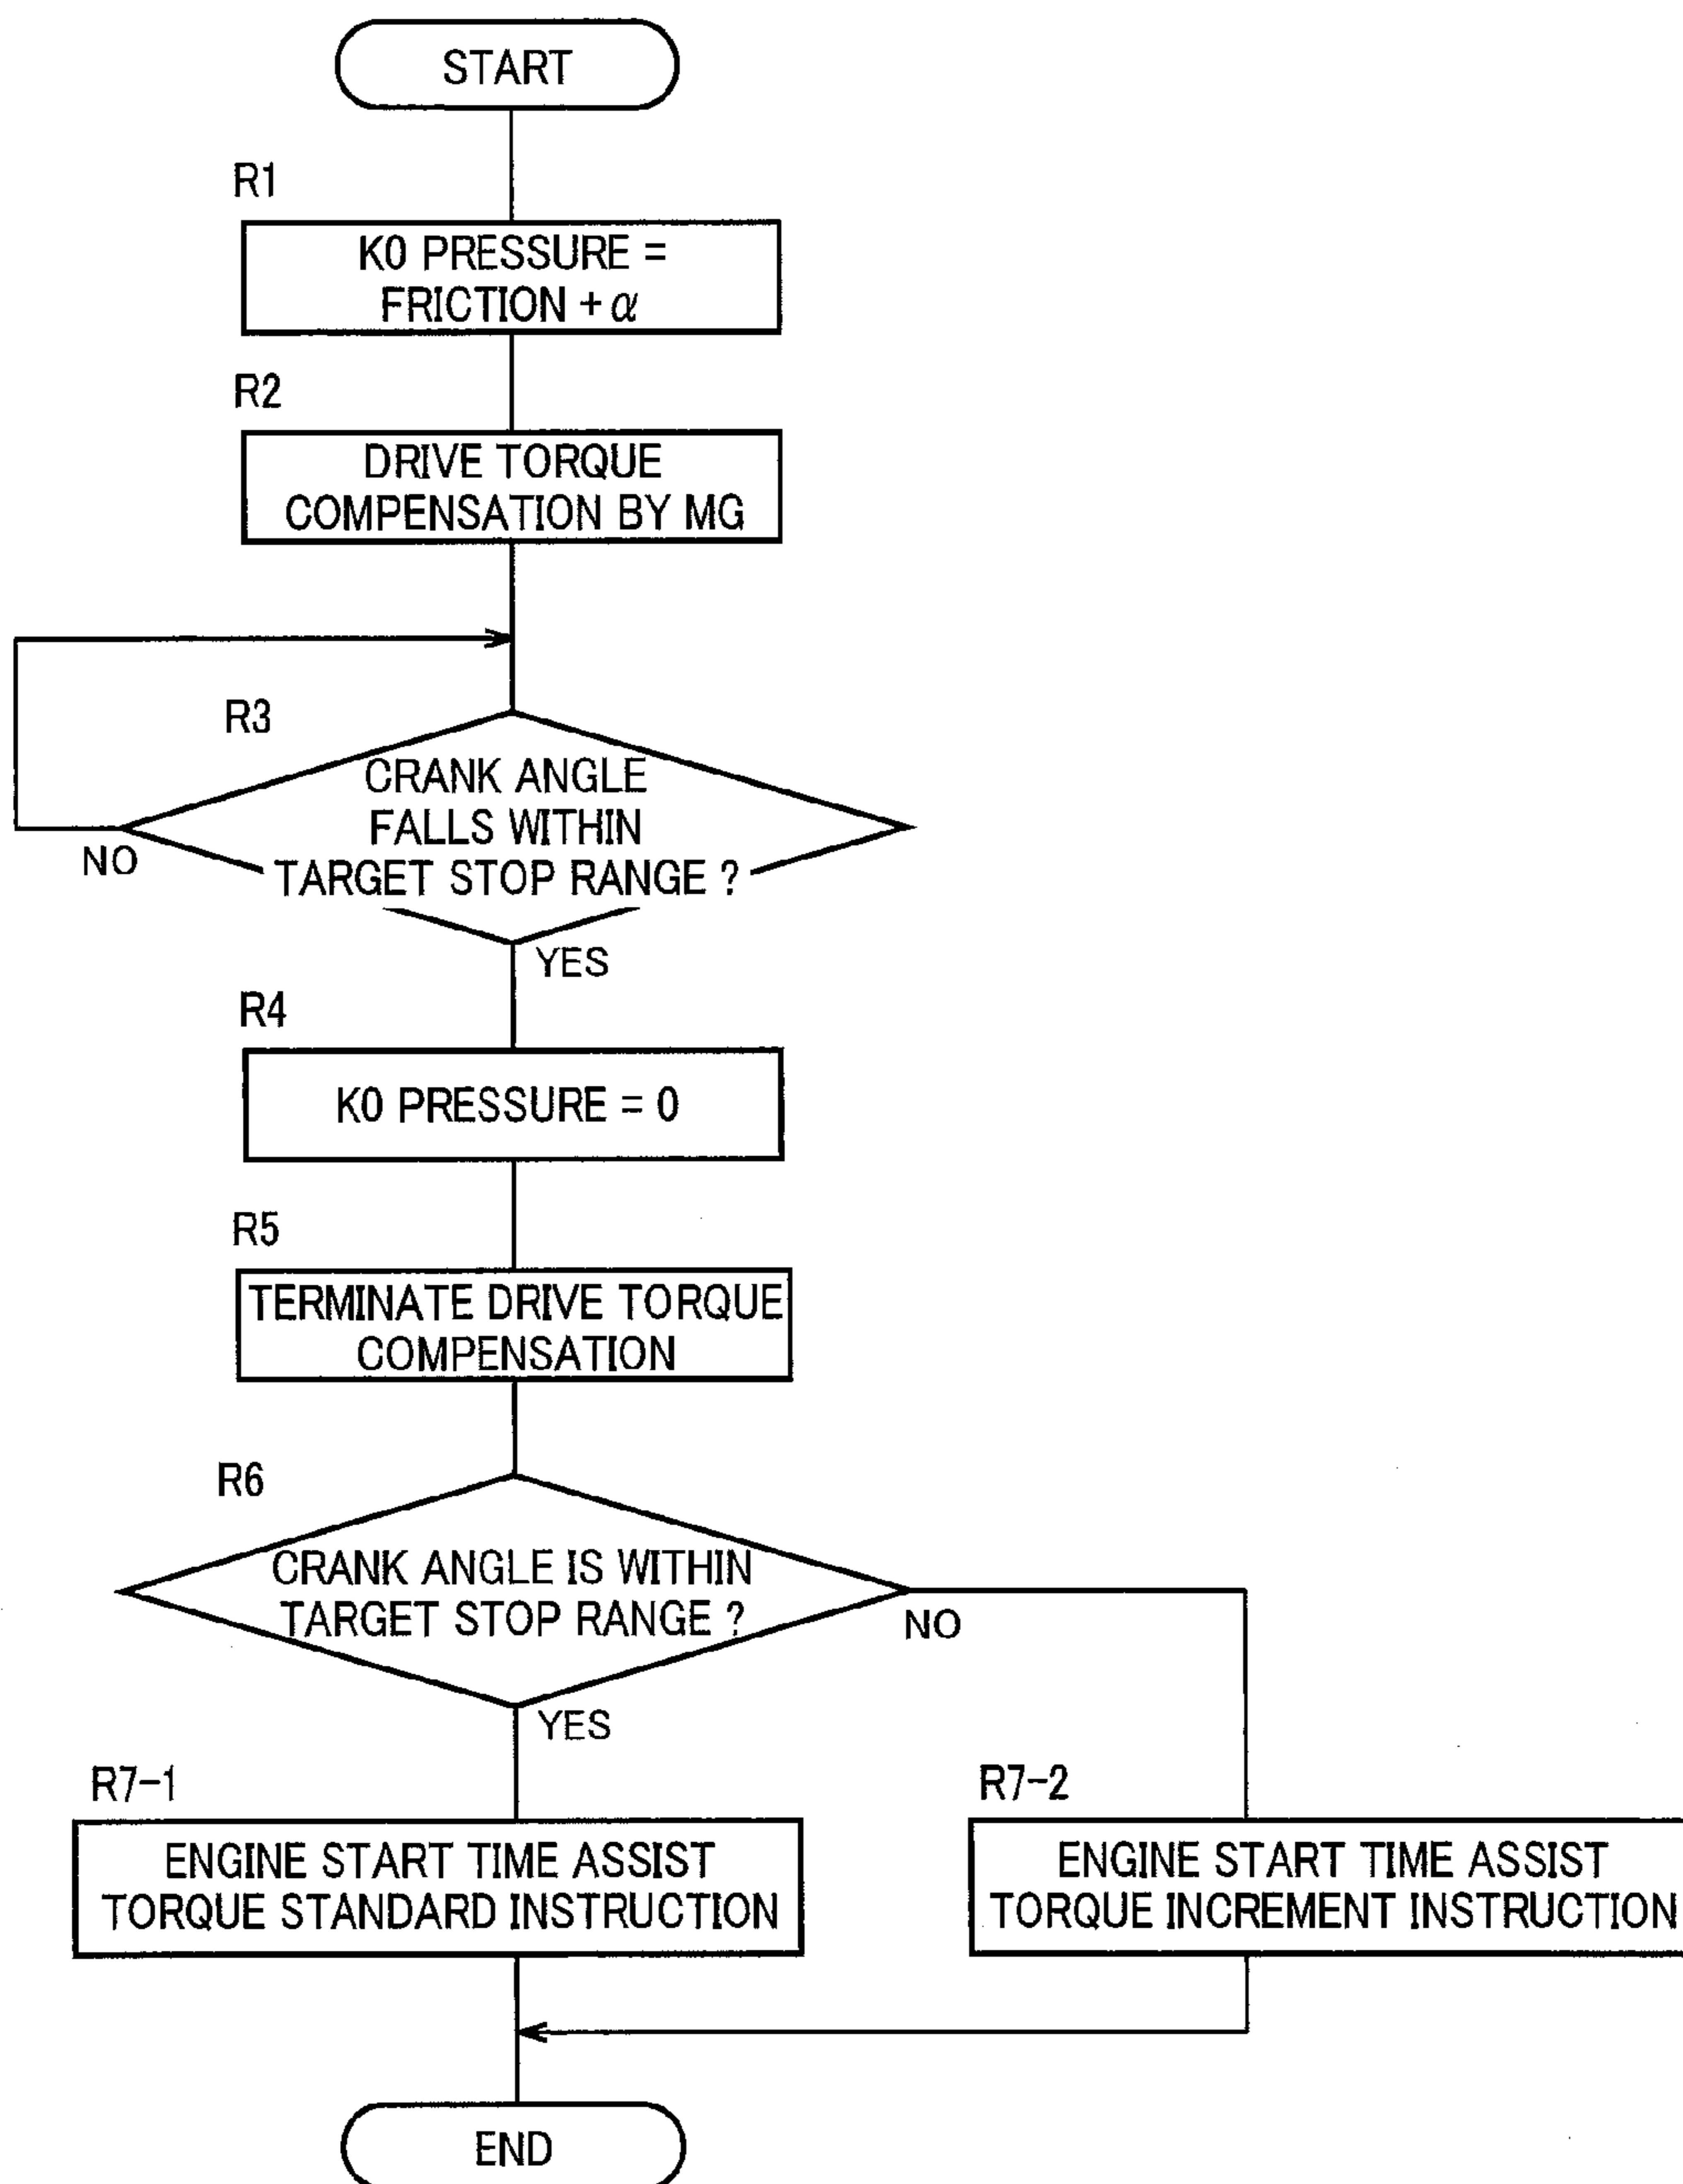 START
R1
K0 PRESSURE =
FRICTION + α
R2
DRIVE TORQUE
COMPENSATION BY MG
R3
CRANK ANGLE
FALLS WITHIN
TARGET STOP RANGE ?
NO
YES
R4
K0 PRESSURE = 0
R5
TERMINATE DRIVE TORQUE
COMPENSATION
R6
CRANK ANGLE IS WITHIN
TARGET STOP RANGE ?
NO
YES
R7-1
ENGINE START TIME ASSIST
TORQUE STANDARD INSTRUCTION
R7-2
ENGINE START TIME ASSIST
TORQUE INCREMENT INSTRUCTION
END